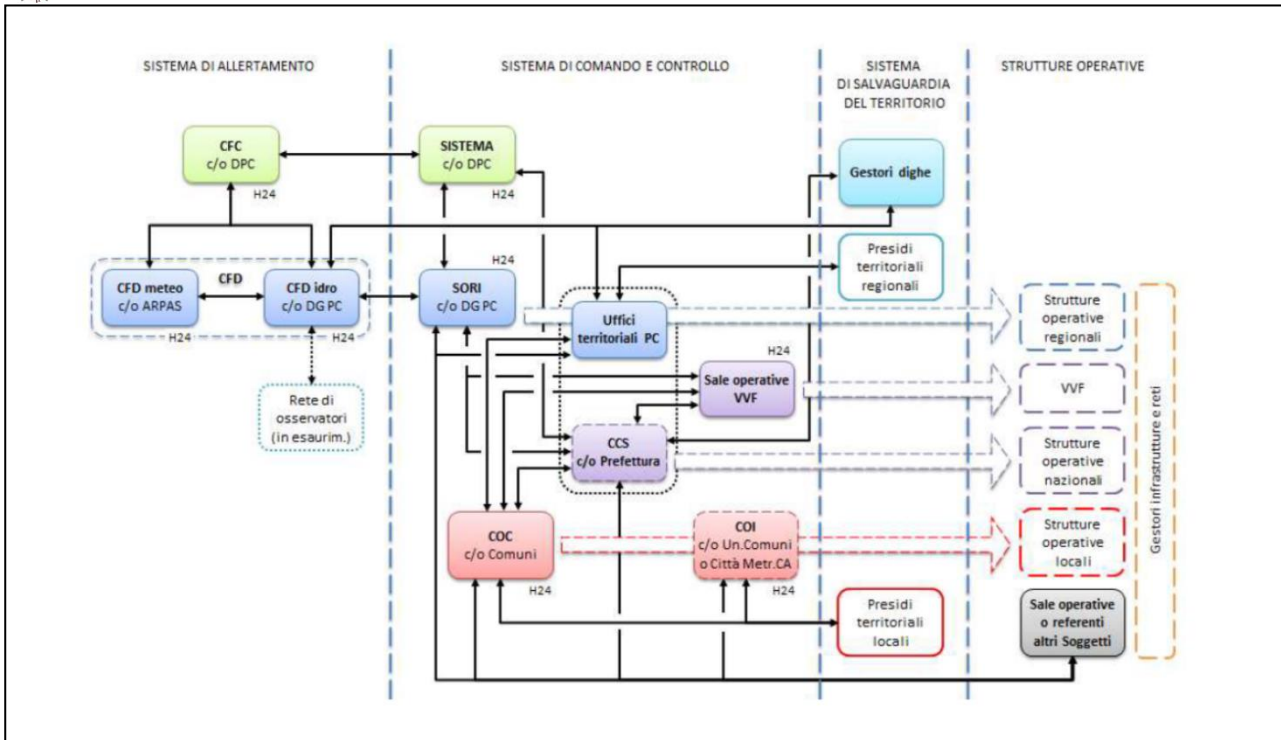 SISTEMA DI ALLERTAMENTO
SISTEMA DI COMANDO E CONTROLLO
SISTEMA
DI SALVAGUARDIA
DEL TERRITORIO
STRUTTURE OPERATIVE
CFC
c/o DPC
H24
SISTEMA
c/o DPC
H24
Gestori dighe
CFD meteo
c/o ARPAS
H24
CFD
CFD idro
c/o DG PC
H24
H24
SORI
c/o DG PC
Presidi
territoriali
regionali
Uffici
territoriali PC
Strutture
operative
regionali
Rete di
osservatori
(in esaurim.)
H24
Sale operative
VVF
VVF
CCS
c/o Prefettura
Strutture
operative
nazionali
COC
c/o Comuni
H24
COI
c/o Un.Comuni
o Città Metr.CA
H24
Strutture
operative
locali
Presidi
territoriali
locali
Sale operative
o referenti
altri Soggetti
Gestori infrastrutture e reti